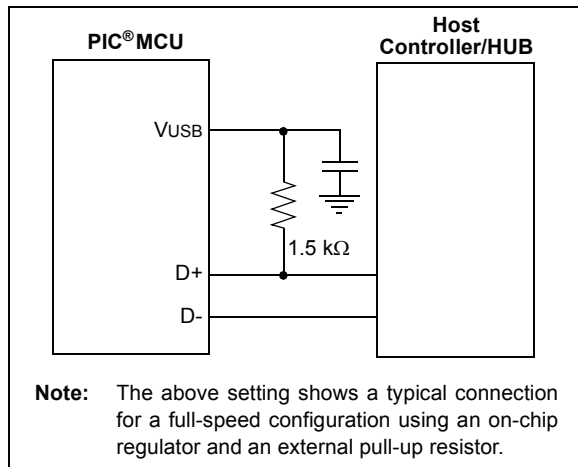 PIC® MCU
Host
Controller/HUB
VUSB
1.5 kΩ
D+
D-
Note: The above setting shows a typical connection
for a full-speed configuration using an on-chip
regulator and an external pull-up resistor.